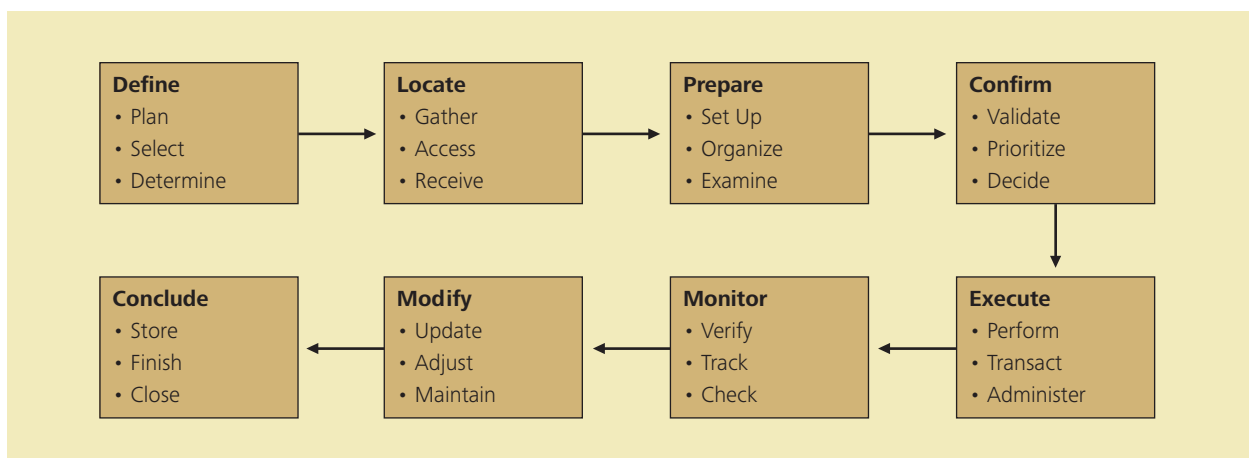 Define
• Plan
• Select
• Determine
Locate
• Gather
• Access
• Receive
Prepare
• Set Up
• Organize
• Examine
Confirm
• Validate
• Prioritize
• Decide
Execute
• Perform
• Transact
• Administer
Monitor
• Verify
• Track
• Check
Modify
• Update
• Adjust
• Maintain
Conclude
• Store
• Finish
• Close